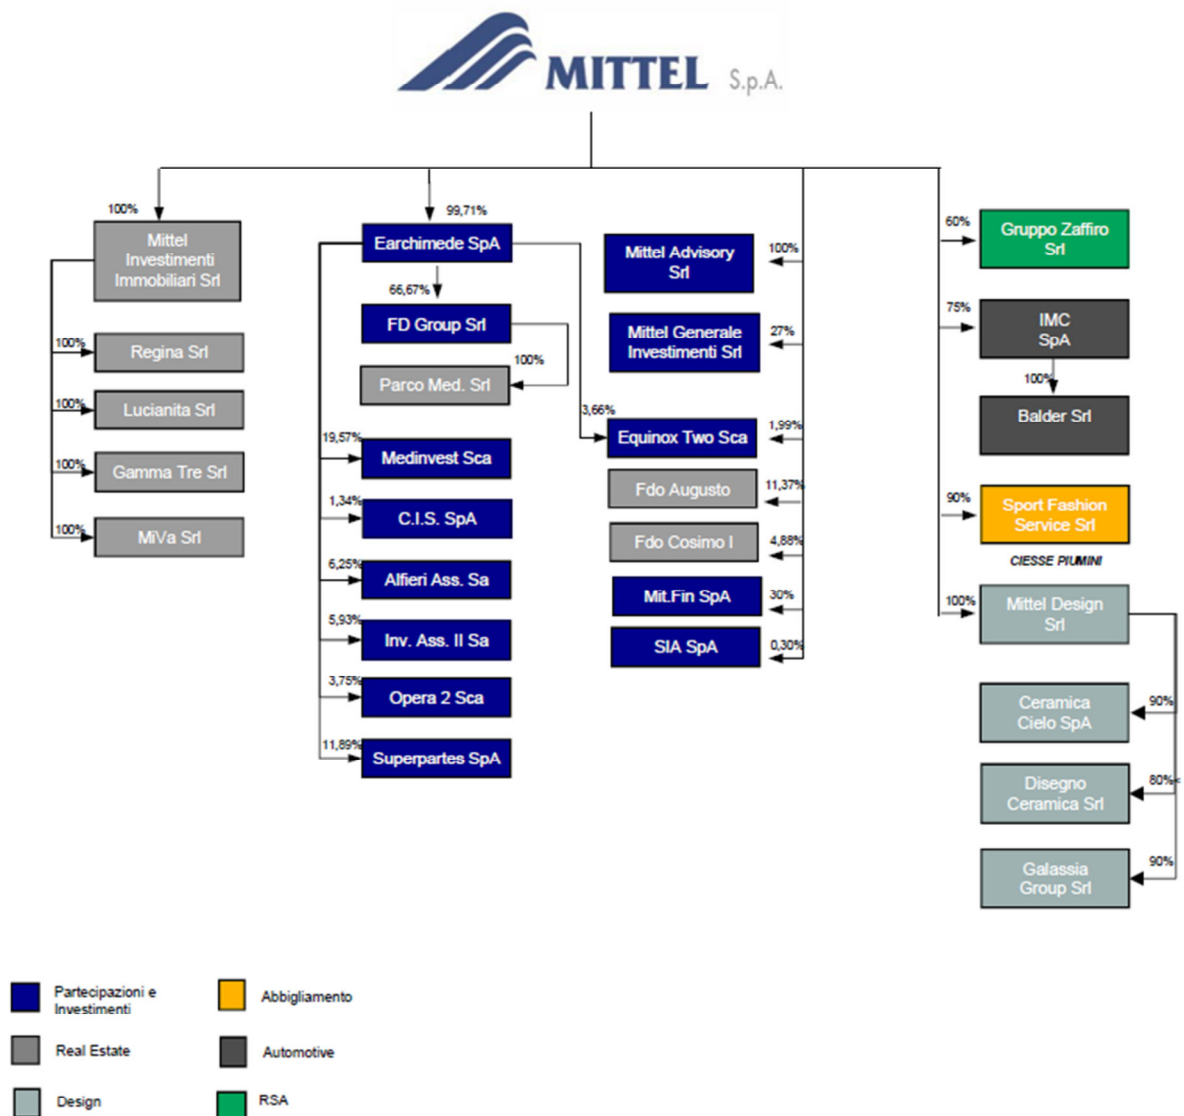 MITTEL S.p.A.
100%
Mittel
Investimenti
Immobiliari Srl
100%
Regina Srl
100%
Lucianita Srl
100%
Gamma Tre Srl
100%
MiVa Srl
99,71%
Earchimede SpA
66,67%
FD Group Srl
100%
Parco Med. Srl
19,57%
Medinvest Sca
1,34%
C.I.S. SpA
6,25%
Alfieri Ass. Sa
5,93%
Inv. Ass. II Sa
3,75%
Opera 2 Sca
11,89%
Superpartes SpA
Mittel Advisory
Srl
100%
Mittel Generale
Investimenti Srl
27%
3,66%
Equinox Two Sca
1,99%
Fdo Augusto
11,37%
Fdo Cosimo I
4,88%
Mit.Fin SpA
30%
SIA SpA
0,30%
60%
Gruppo Zaffiro
Srl
75%
IMC
SpA
100%
Balder Srl
90%
Sport Fashion
Service Srl
CIESSE PIUMINI
100%
Mittel Design
Srl
Ceramica
Cielo SpA
90%
Disegno
Ceramica Srl
80%
Galassia
Group Srl
90%
Partecipazioni e
Investimenti
Abbigliamento
Real Estate
Automotive
Design
RSA